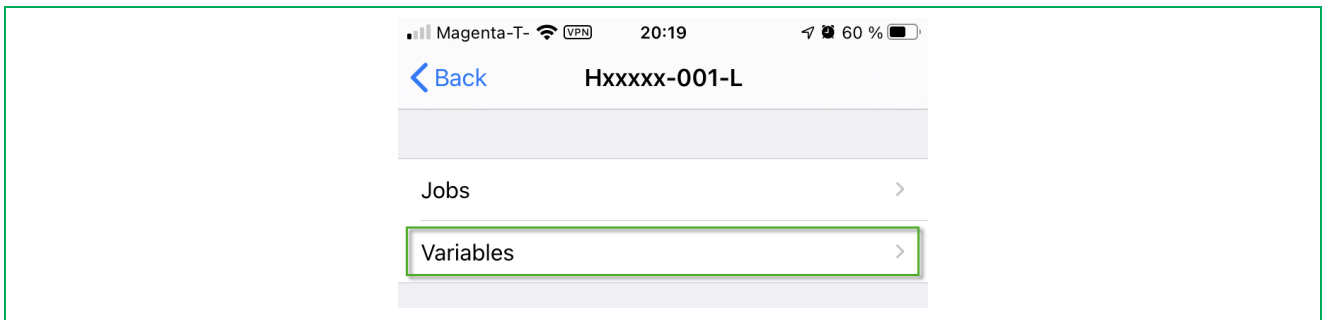 Magenta-T- VPN 20:19 60 %
Back Hxxxxx-001-L
Jobs
Variables